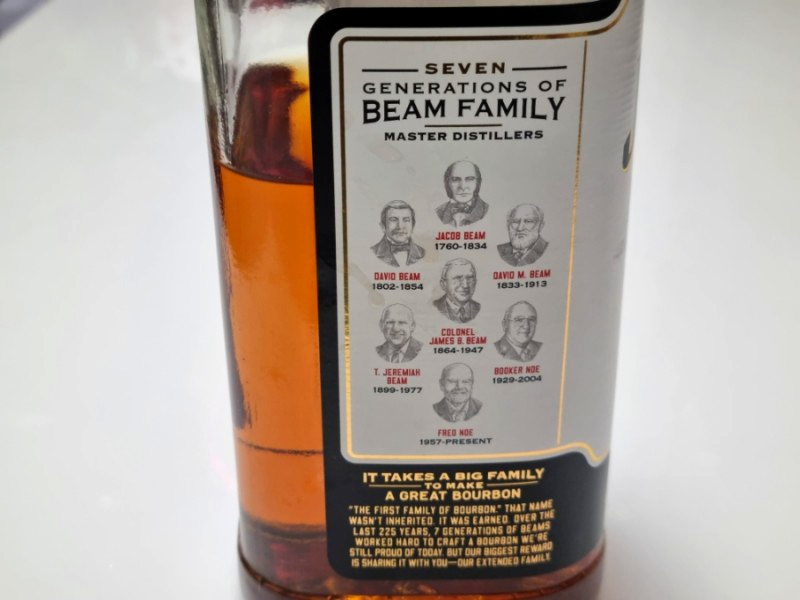 SEVEN
GENERATIONS OF
BEAM FAMILY
MASTER DISTILLERS
JACOB BEAM
1760-1834
DAVID BEAM
1802-1854
DAVID M. BEAM
1833-1913
COLONEL
JAMES B. BEAM
1864-1947
T. JEREMIAH
BEAM
1899-1977
BOOKER NOE
1929-2004
FRED NOE
1957-PRESENT
IT TAKES A BIG FAMILY
TO MAKE
A GREAT BOURBON
"THE FIRST FAMILY OF BOURBON." THAT NAME
WASN'T INHERITED. IT WAS EARNED. OVER THE
LAST 225 YEARS, 7 GENERATIONS OF BEAMS
WORKED HARD TO CRAFT A BOURBON WE'RE
STILL PROUD OF TODAY. BUT OUR BIGGEST REWARD
IS SHARING IT WITH YOU—OUR EXTENDED FAMILY.